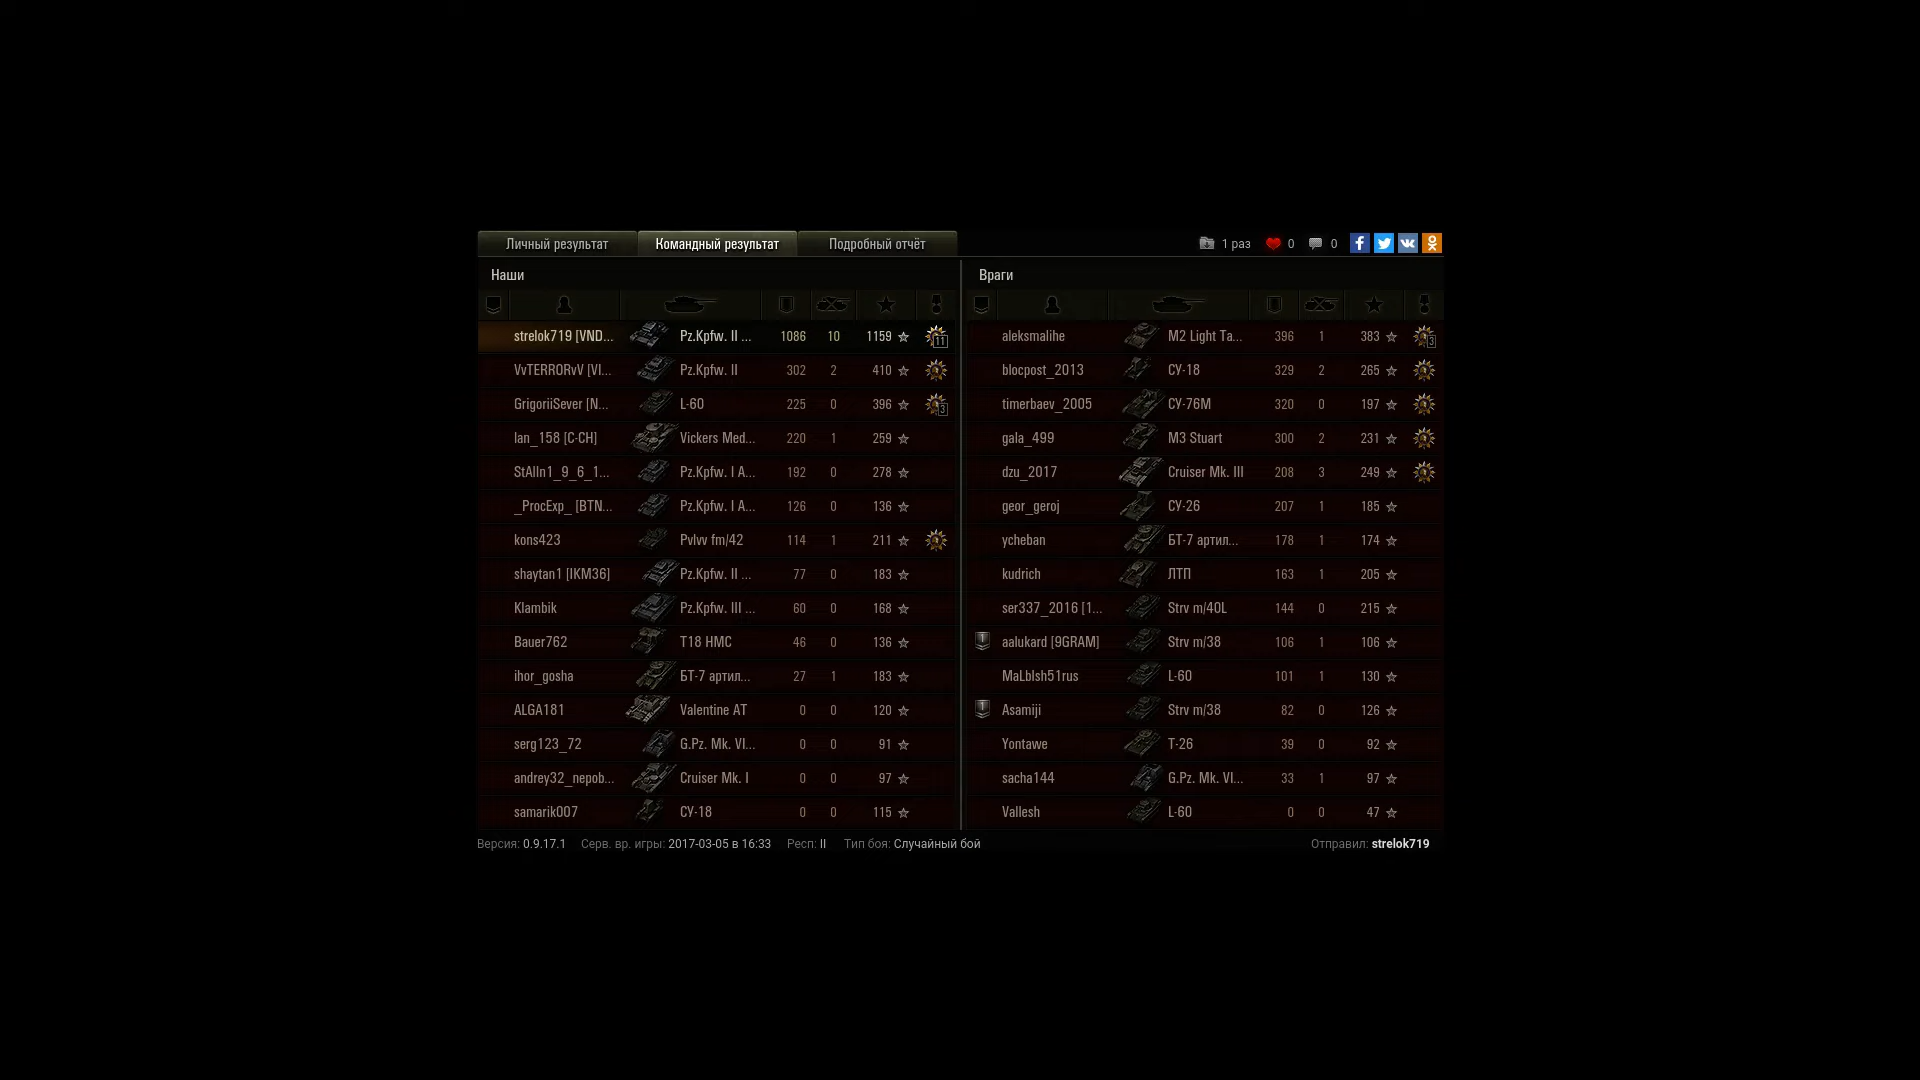 Личный результат Командный результат Подробный отчёт 1 раз 0 0
Наши Враги
strelok719 [VND... Pz.Kpfw. II ... 1086 10 1159 11 aleksmalihe M2 Light Ta... 396 1 383 3
VvTERRORvV [VI... Pz.Kpfw. II 302 2 410 blocpost_2013 СУ-18 329 2 265
GrigoriiSever [N... L-60 225 0 396 3 timerbaev_2005 СУ-76М 320 0 197
Ian_158 [C-CH] Vickers Med... 220 1 259 gala_499 M3 Stuart 300 2 231
StAlIn1_9_6_1... Pz.Kpfw. I A... 192 0 278 dzu_2017 Cruiser Mk. III 208 3 249
_ProcExp_ [BTN... Pz.Kpfw. I A... 126 0 136 geor_geroj СУ-26 207 1 185
kons423 Pvlvv fm/42 114 1 211 ycheban БТ-7 артил... 178 1 174
shaytan1 [IKM36] Pz.Kpfw. II ... 77 0 183 kudrich ЛТП 163 1 205
Klambik Pz.Kpfw. III ... 60 0 168 ser337_2016 [1... Strv m/40L 144 0 215
Bauer762 T18 HMC 46 0 136 aalukard [9GRAM] Strv m/38 106 1 106
ihor_gosha БТ-7 артил... 27 1 183 MaLbIsh51rus L-60 101 1 130
ALGA181 Valentine AT 0 0 120 Asamiji Strv m/38 82 0 126
serg123_72 G.Pz. Mk. VI... 0 0 91 Yontawe Т-26 39 0 92
andrey32_nepob... Cruiser Mk. I 0 0 97 sacha144 G.Pz. Mk. VI... 33 1 97
samarik007 СУ-18 0 0 115 Vallesh L-60 0 0 47
Версия: 0.9.17.1 Серв. вр. игры: 2017-03-05 в 16:33 Респ: II Тип боя: Случайный бой Отправил: strelok719